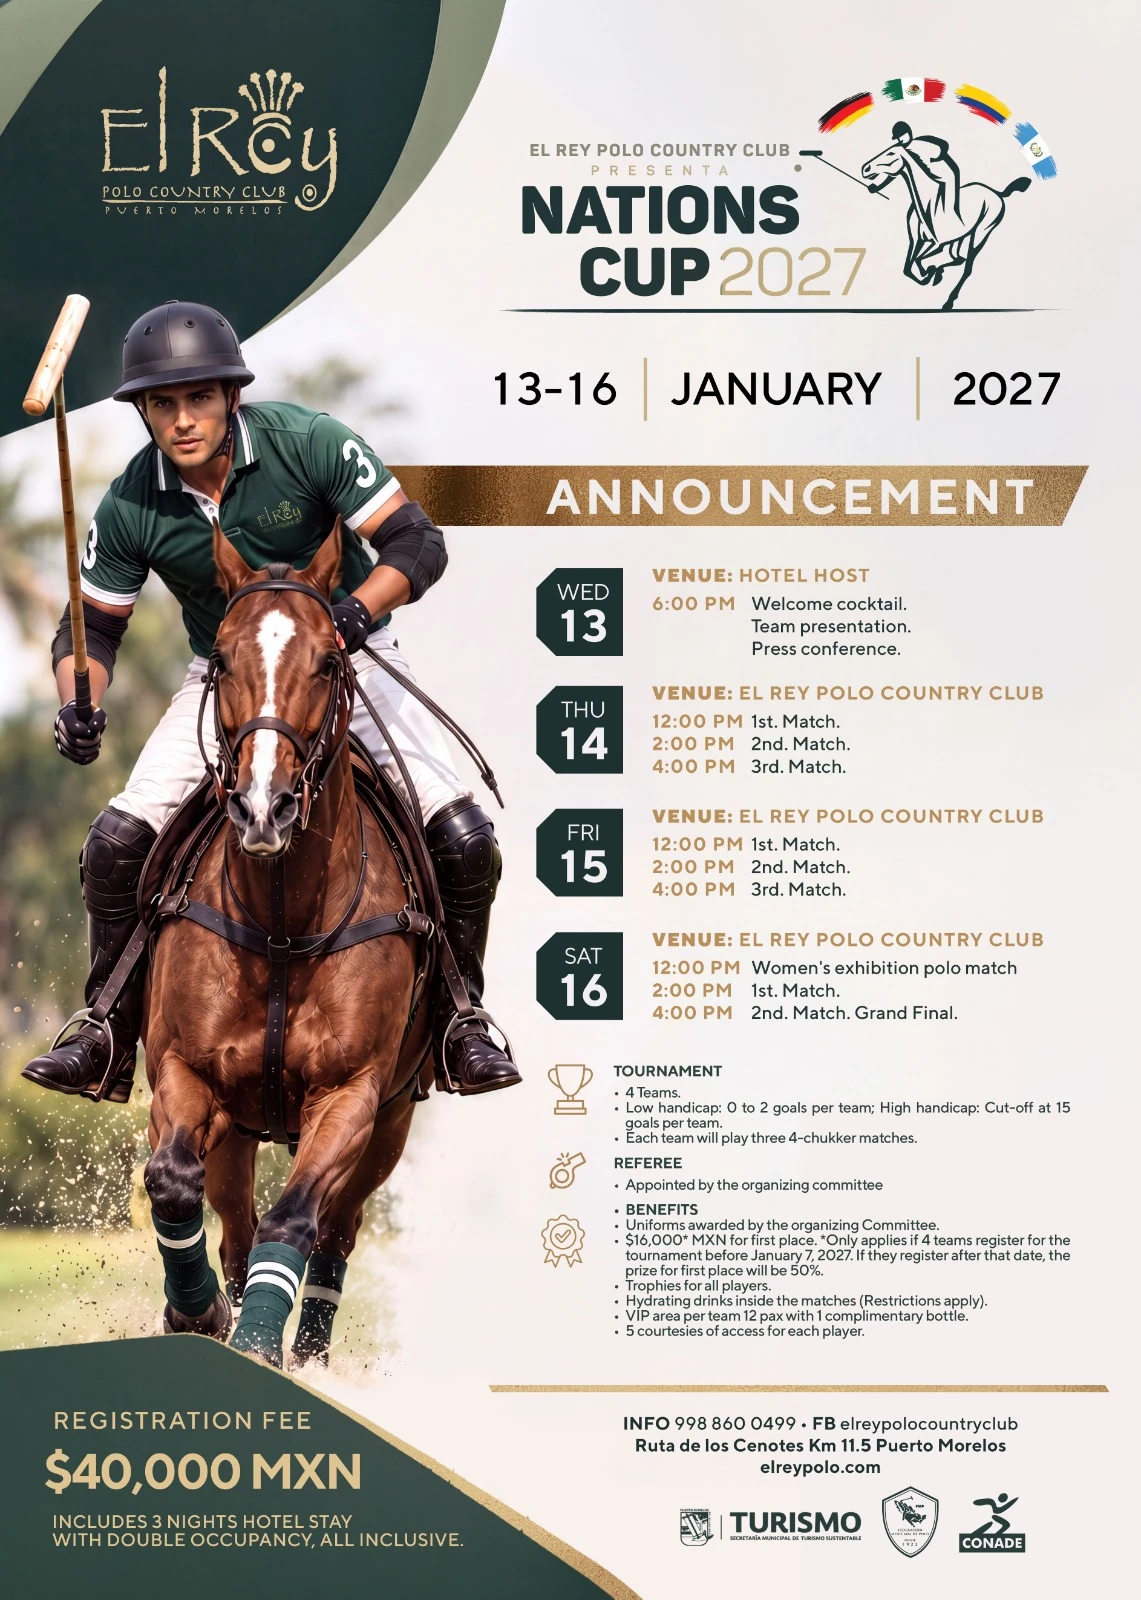 El Rey
POLO COUNTRY CLUB
PUERTO MORELOS
EL REY POLO COUNTRY CLUB
PRESENTA
NATIONS
CUP 2027
13-16 JANUARY 2027
ANNOUNCEMENT
3
3
El Rey
WED
13
VENUE: HOTEL HOST
6:00 PM Welcome cocktail.
Team presentation.
Press conference.
THU
14
VENUE: EL REY POLO COUNTRY CLUB
12:00 PM 1st. Match.
2:00 PM 2nd. Match.
4:00 PM 3rd. Match.
FRI
15
VENUE: EL REY POLO COUNTRY CLUB
12:00 PM 1st. Match.
2:00 PM 2nd. Match.
4:00 PM 3rd. Match.
SAT
16
VENUE: EL REY POLO COUNTRY CLUB
12:00 PM Women's exhibition polo match
2:00 PM 1st. Match.
4:00 PM 2nd. Match. Grand Final.
TOURNAMENT
• 4 Teams.
• Low handicap: 0 to 2 goals per team; High handicap: Cut-off at 15
goals per team.
• Each team will play three 4-chukker matches.
REFEREE
• Appointed by the organizing committee
• BENEFITS
• Uniforms awarded by the organizing Committee.
• $16,000* MXN for first place. *Only applies if 4 teams register for the
tournament before January 7, 2027. If they register after that date, the
prize for first place will be 50%.
• Trophies for all players.
• Hydrating drinks inside the matches (Restrictions apply).
• VIP area per team 12 pax with 1 complimentary bottle.
• 5 courtesies of access for each player.
REGISTRATION FEE
$40,000 MXN
INCLUDES 3 NIGHTS HOTEL STAY
WITH DOUBLE OCCUPANCY, ALL INCLUSIVE.
INFO 998 860 0499 • FB elreypolocountryclub
Ruta de los Cenotes Km 11.5 Puerto Morelos
elreypolo.com
PUERTO MORELOS
TURISMO
SECRETARÍA MUNICIPAL DE TURISMO SUSTENTABLE
FMP
FEDERACIÓN
MEXICANA DE POLO
DESDE
1922
CONADE